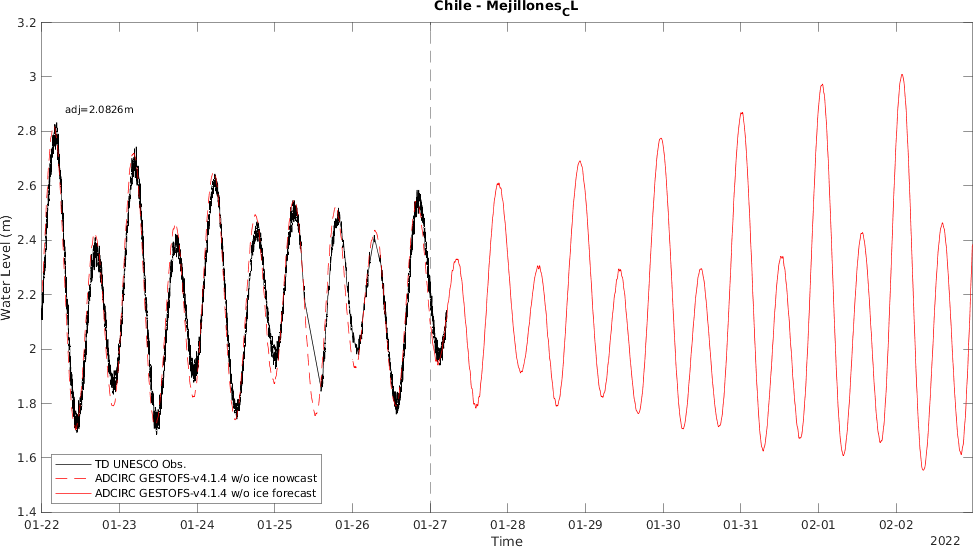 Chile - Mejillones_CL
3.2
3
2.8
2.6
2.4
2.2
2
1.8
1.6
1.4
Water Level (m)
adj=2.0826m
TD UNESCO Obs.
ADCIRC GESTOFS-v4.1.4 w/o ice nowcast
ADCIRC GESTOFS-v4.1.4 w/o ice forecast
01-22 01-23 01-24 01-25 01-26 01-27 01-28 01-29 01-30 01-31 02-01 02-02
Time
2022